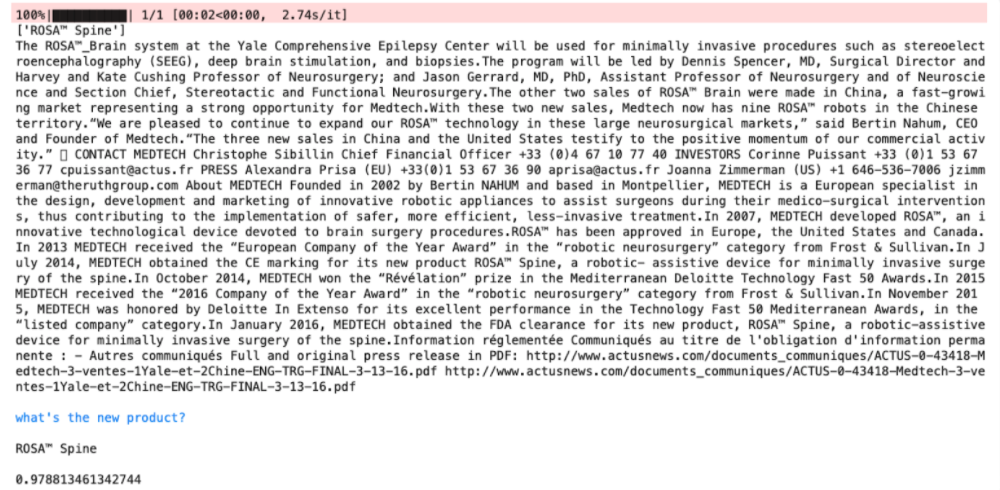 100%|██████████| 1/1 [00:02<00:00,  2.74s/it]
['ROSA™ Spine']
The ROSA™_Brain system at the Yale Comprehensive Epilepsy Center will be used for minimally invasive procedures such as stereoelect
roencephalography (SEEG), deep brain stimulation, and biopsies.The program will be led by Dennis Spencer, MD, Surgical Director and
Harvey and Kate Cushing Professor of Neurosurgery; and Jason Gerrard, MD, PhD, Assistant Professor of Neurosurgery and of Neuroscie
nce and Section Chief, Stereotactic and Functional Neurosurgery.The other two sales of ROSA™ Brain were made in China, a fast-growi
ng market representing a strong opportunity for Medtech.With these two new sales, Medtech now has nine ROSA™ robots in the Chinese
territory.“We are pleased to continue to expand our ROSA™ technology in these large neurosurgical markets,” said Bertin Nahum, CEO
and Founder of Medtech.“The three new sales in China and the United States testify to the positive momentum of our commercial activ
ity.” ▯ CONTACT MEDTECH Christophe Sibillin Chief Financial Officer +33 (0)4 67 10 77 40 INVESTORS Corinne Puissant +33 (0)1 53 67
36 77 cpuissant@actus.fr PRESS Alexandra Prisa (EU) +33(0)1 53 67 36 90 aprisa@actus.fr Joanna Zimmerman (US) +1 646-536-7006 jzimm
erman@theruthgroup.com About MEDTECH Founded in 2002 by Bertin NAHUM and based in Montpellier, MEDTECH is a European specialist in
the design, development and marketing of innovative robotic appliances to assist surgeons during their medico-surgical intervention
s, thus contributing to the implementation of safer, more efficient, less-invasive treatment.In 2007, MEDTECH developed ROSA™, an i
nnovative technological device devoted to brain surgery procedures.ROSA™ has been approved in Europe, the United States and Canada.
In 2013 MEDTECH received the “European Company of the Year Award” in the “robotic neurosurgery” category from Frost & Sullivan.In J
uly 2014, MEDTECH obtained the CE marking for its new product ROSA™ Spine, a robotic- assistive device for minimally invasive surge
ry of the spine.In October 2014, MEDTECH won the “Révélation” prize in the Mediterranean Deloitte Technology Fast 50 Awards.In 2015
MEDTECH received the “2016 Company of the Year Award” in the “robotic neurosurgery” category from Frost & Sullivan.In November 201
5, MEDTECH was honored by Deloitte In Extenso for its excellent performance in the Technology Fast 50 Mediterranean Awards, in the
“listed company” category.In January 2016, MEDTECH obtained the FDA clearance for its new product, ROSA™ Spine, a robotic-assistive
device for minimally invasive surgery of the spine.Information réglementée Communiqués au titre de l'obligation d'information perma
nente : - Autres communiqués Full and original press release in PDF: http://www.actusnews.com/documents_communiques/ACTUS-0-43418-M
edtech-3-ventes-1Yale-et-2Chine-ENG-TRG-FINAL-3-13-16.pdf http://www.actusnews.com/documents_communiques/ACTUS-0-43418-Medtech-3-ve
ntes-1Yale-et-2Chine-ENG-TRG-FINAL-3-13-16.pdf
what's the new product?
ROSA™ Spine
0.978813461342744